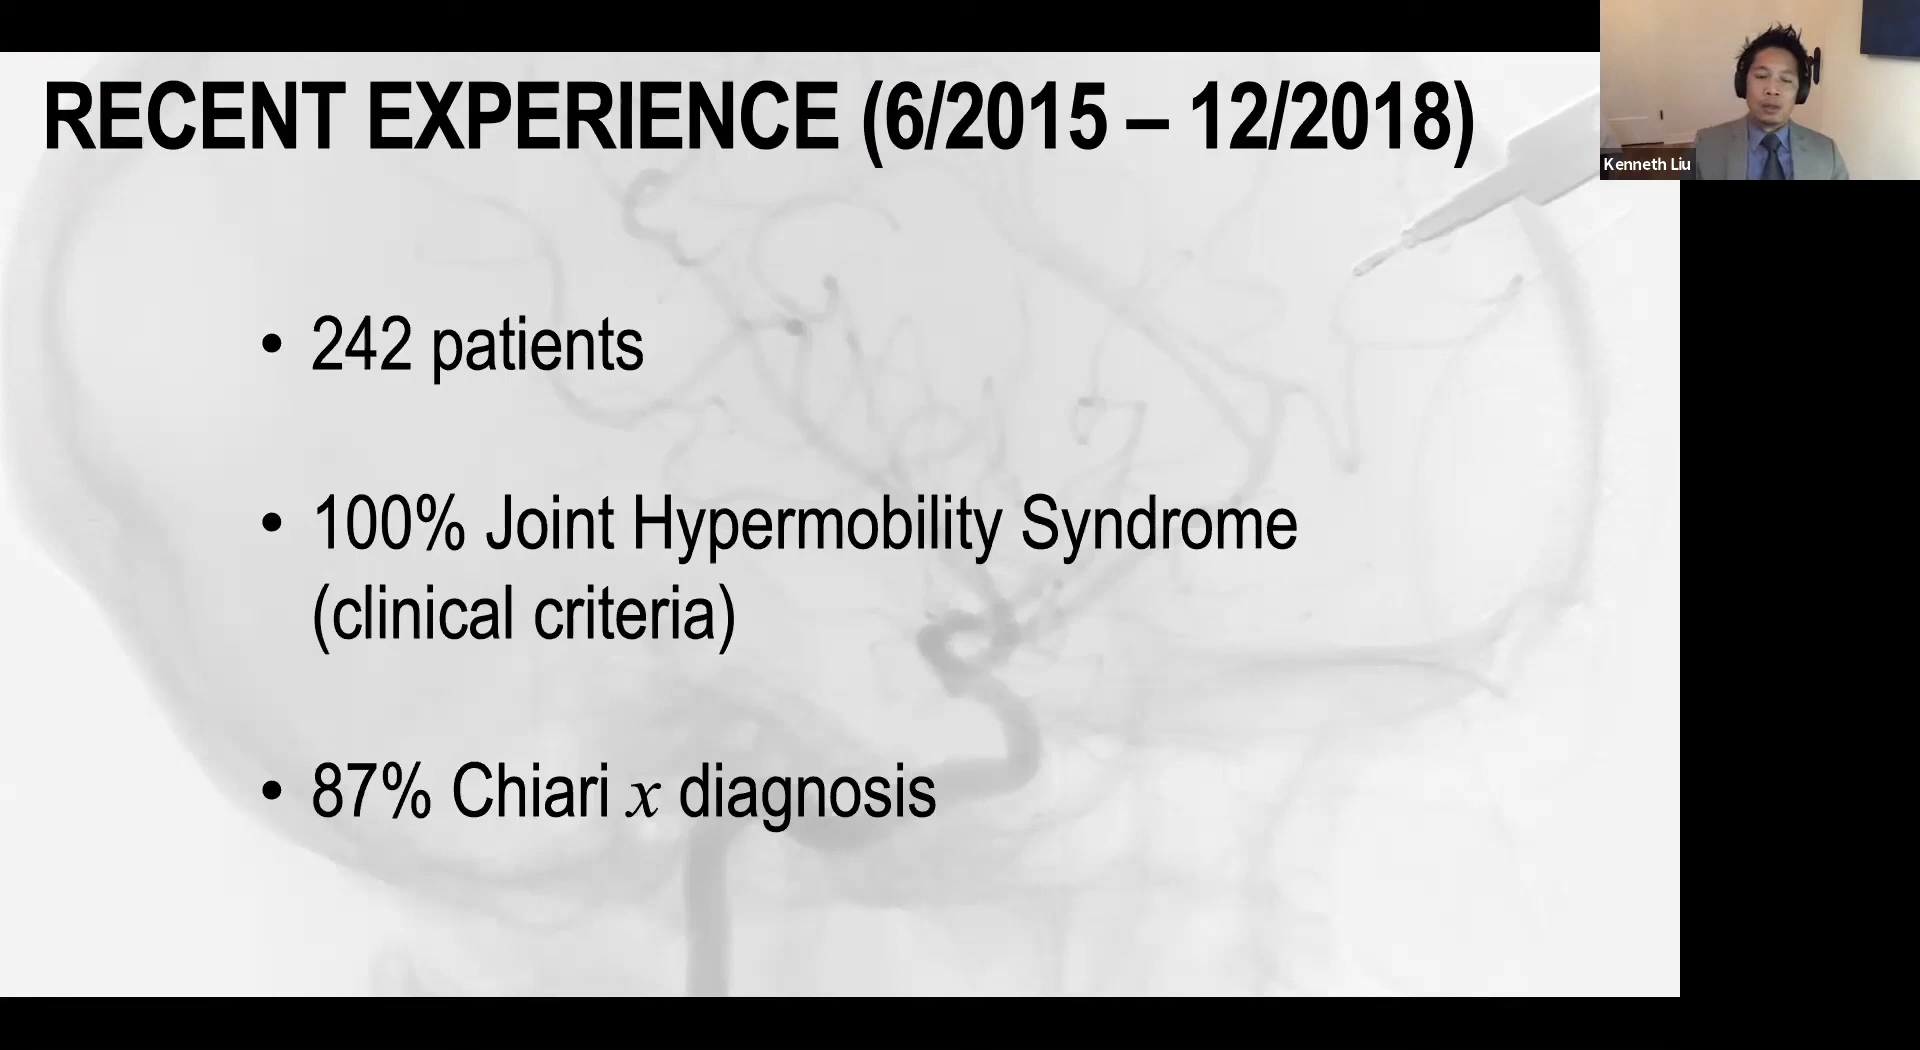 RECENT EXPERIENCE (6/2015 – 12/2018)
Kenneth Liu
• 242 patients
• 100% Joint Hypermobility Syndrome
(clinical criteria)
• 87% Chiari x diagnosis